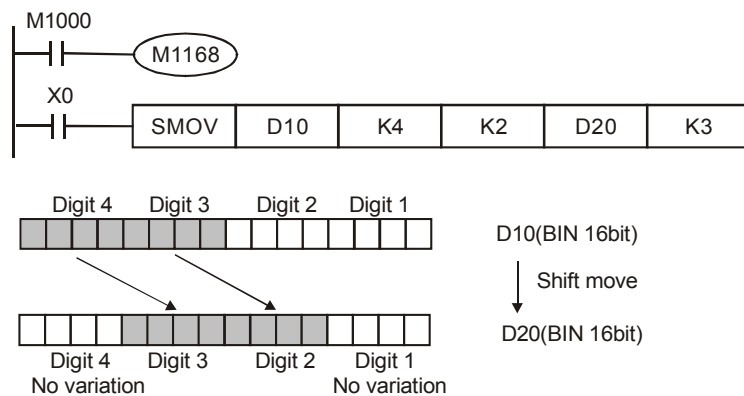 M1000
M1168
X0
SMOV D10 K4 K2 D20 K3
Digit 4 Digit 3 Digit 2 Digit 1
D10(BIN 16bit)
Shift move
D20(BIN 16bit)
Digit 4 Digit 3 Digit 2 Digit 1
No variation No variation